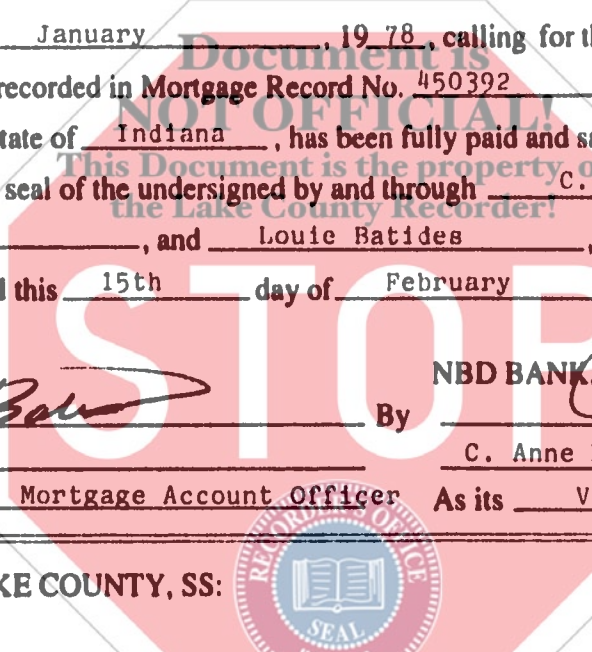 January , 19 78 , calling for th
recorded in Mortgage Record No. 450392
tate of Indiana , has been fully paid and sa
seal of the undersigned by and through C.
, and Louie Batides ,
this 15th day of February
NBD BANK,
By
C. Anne
Mortgage Account Officer As its V
KE COUNTY, SS:
Document is
NOT OFFICIAL!
This Document is the property o
the Lake County Recorder!
STOP
RECORDER'S OFFICE
SEAL